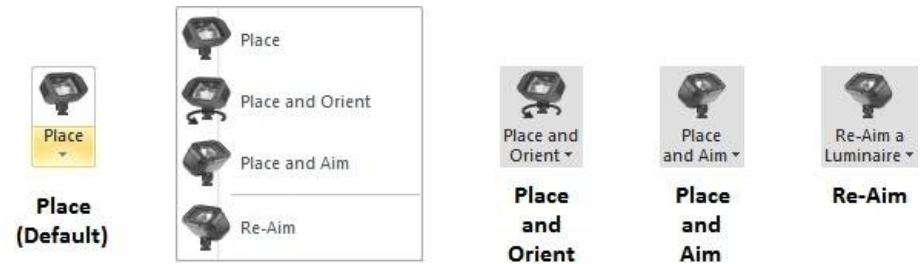 Place
Place
(Default)
Place
Place and Orient
Place and Aim
Re-Aim
Place and
Orient
Place
and
Orient
Place
and Aim
Place
and
Aim
Re-Aim a
Luminaire
Re-Aim